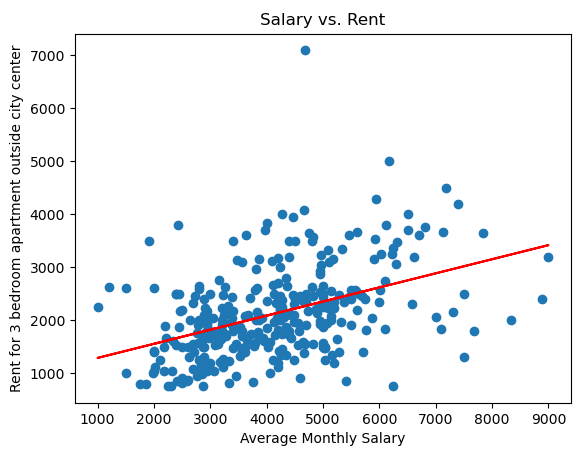 Salary vs. Rent
Rent for 3 bedroom apartment outside city center
7000
6000
5000
4000
3000
2000
1000
1000 2000 3000 4000 5000 6000 7000 8000 9000
Average Monthly Salary